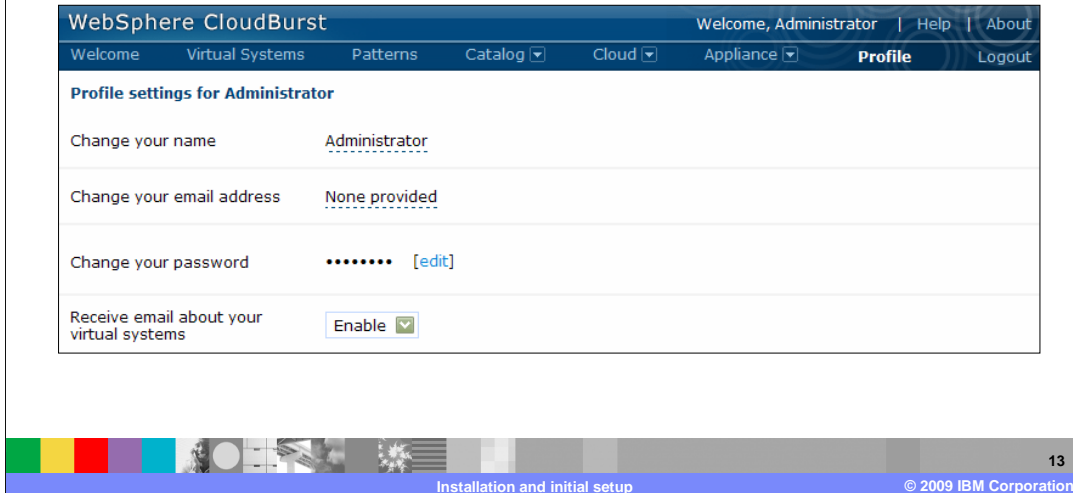 WebSphere CloudBurst
Welcome, Administrator | Help | About
Welcome Virtual Systems Patterns Catalog Cloud Appliance Profile Logout
Profile settings for Administrator
Change your name Administrator
Change your email address None provided
Change your password •••••••• [edit]
Receive email about your
virtual systems
Enable
13
Installation and initial setup
© 2009 IBM Corporation